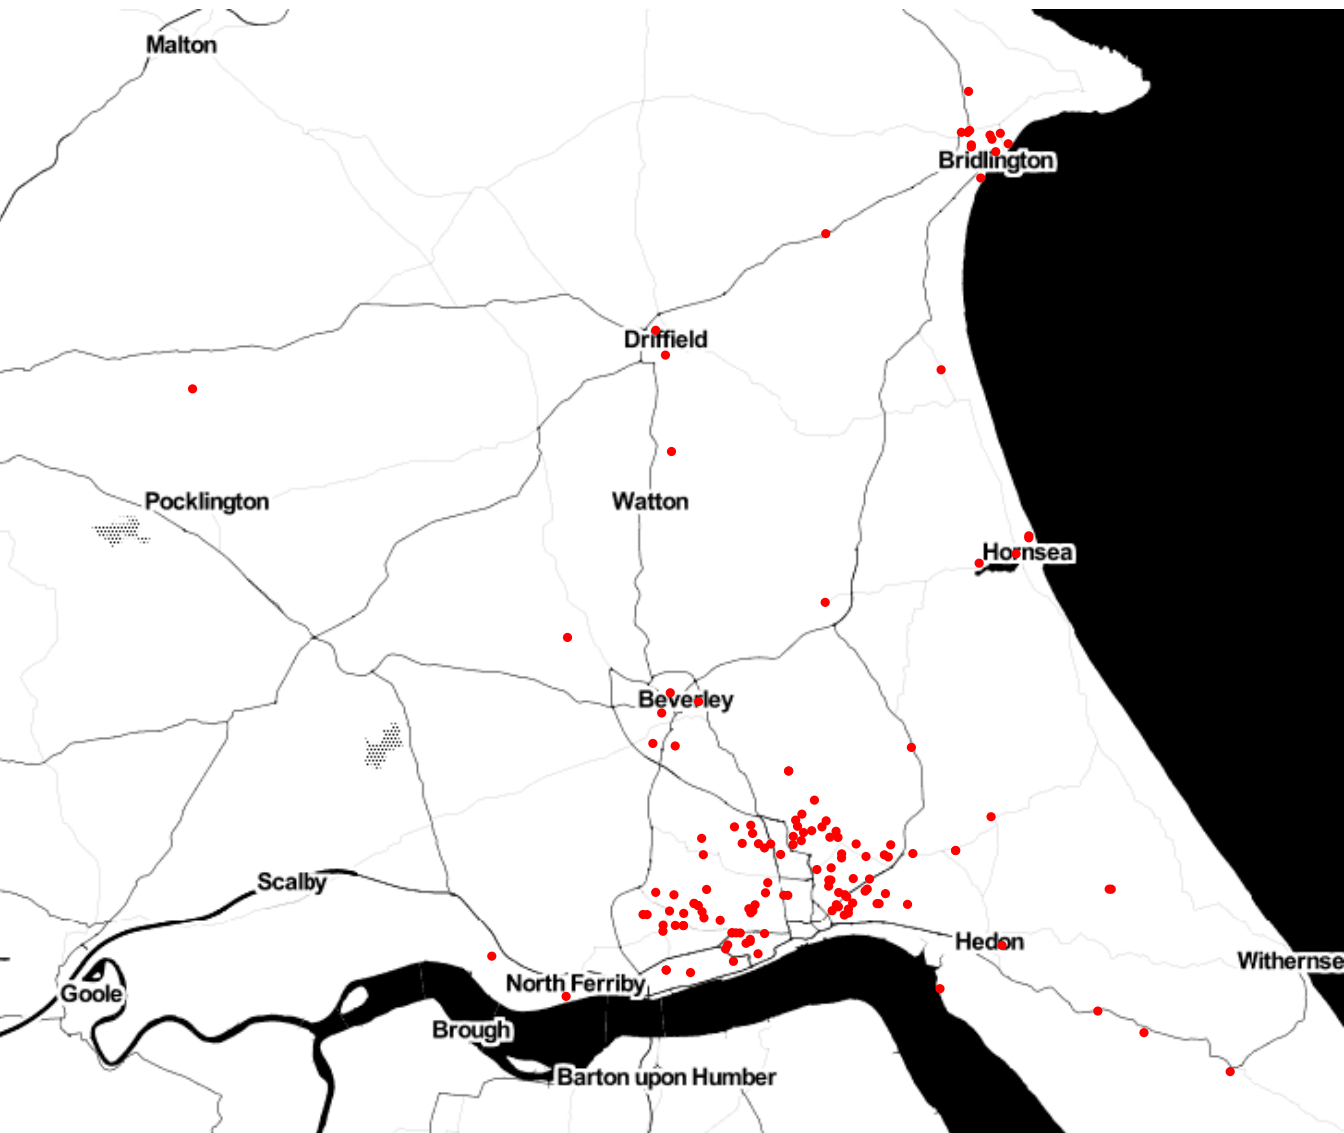 Malton
Bridlington
Driffield
Pocklington
Watton
Hornsea
Beverley
Scalby
Hedon
Withernse
North Ferriby
Goole
Brough
Barton upon Humber